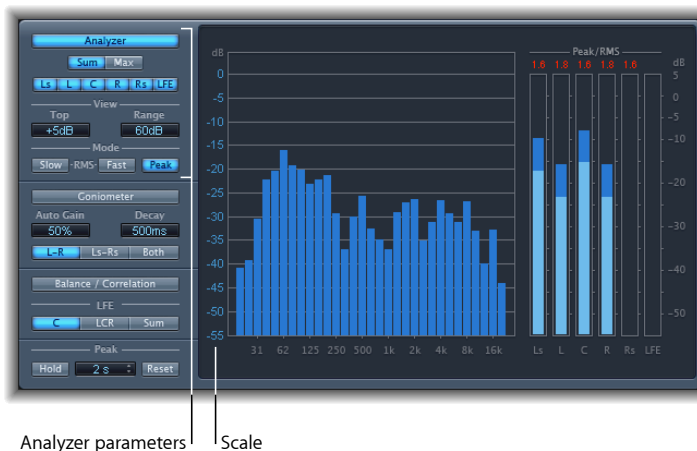 Analyzer
Sum Max
Ls L C R Rs LFE
View
Top Range
+5dB 60dB
Mode
Slow -RMS- Fast Peak
Goniometer
Auto Gain Decay
50% 500ms
L-R Ls-Rs Both
Balance / Correlation
LFE
C LCR Sum
Peak
Hold 2 s Reset
dB
0
-5
-10
-15
-20
-25
-30
-35
-40
-45
-50
-55
31 62 125 250 500 1k 2k 4k 8k 16k
Peak/RMS
1.6 1.8 1.6 1.8 1.6
dB
5
0
-5
-10
-20
-30
-40
-50
Ls L C R Rs LFE
Analyzer parameters
Scale